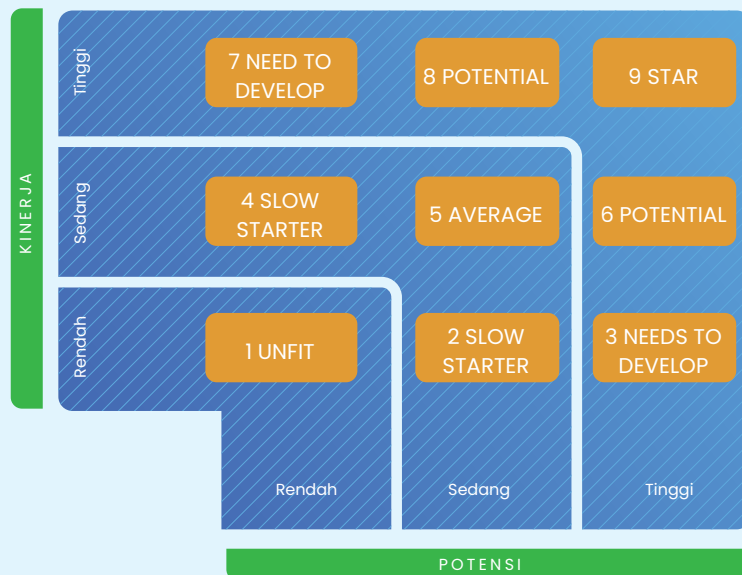 KINERJA
Tinggi
7 NEED TO
DEVELOP
8 POTENTIAL
9 STAR
Sedang
4 SLOW
STARTER
5 AVERAGE
6 POTENTIAL
Rendah
1 UNFIT
2 SLOW
STARTER
3 NEEDS TO
DEVELOP
Rendah
Sedang
Tinggi
POTENSI